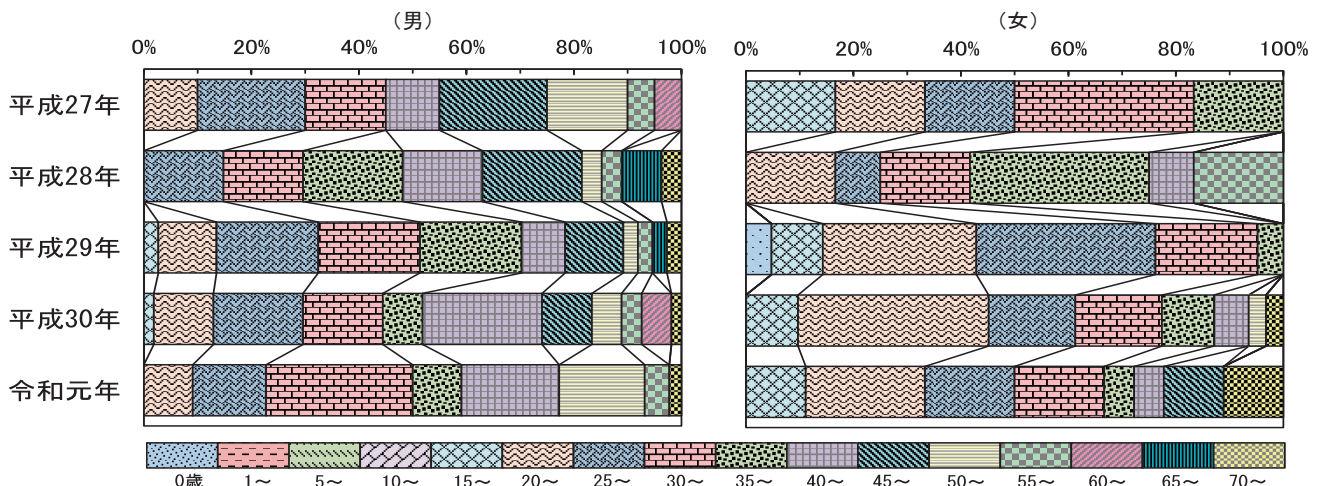 （男） （女）
0% 20% 40% 60% 80% 100% 0% 20% 40% 60% 80% 100%
平成27年
平成28年
平成29年
平成30年
令和元年
0歳 1～ 5～ 10～ 15～ 20～ 25～ 30～ 35～ 40～ 45～ 50～ 55～ 60～ 65～ 70～